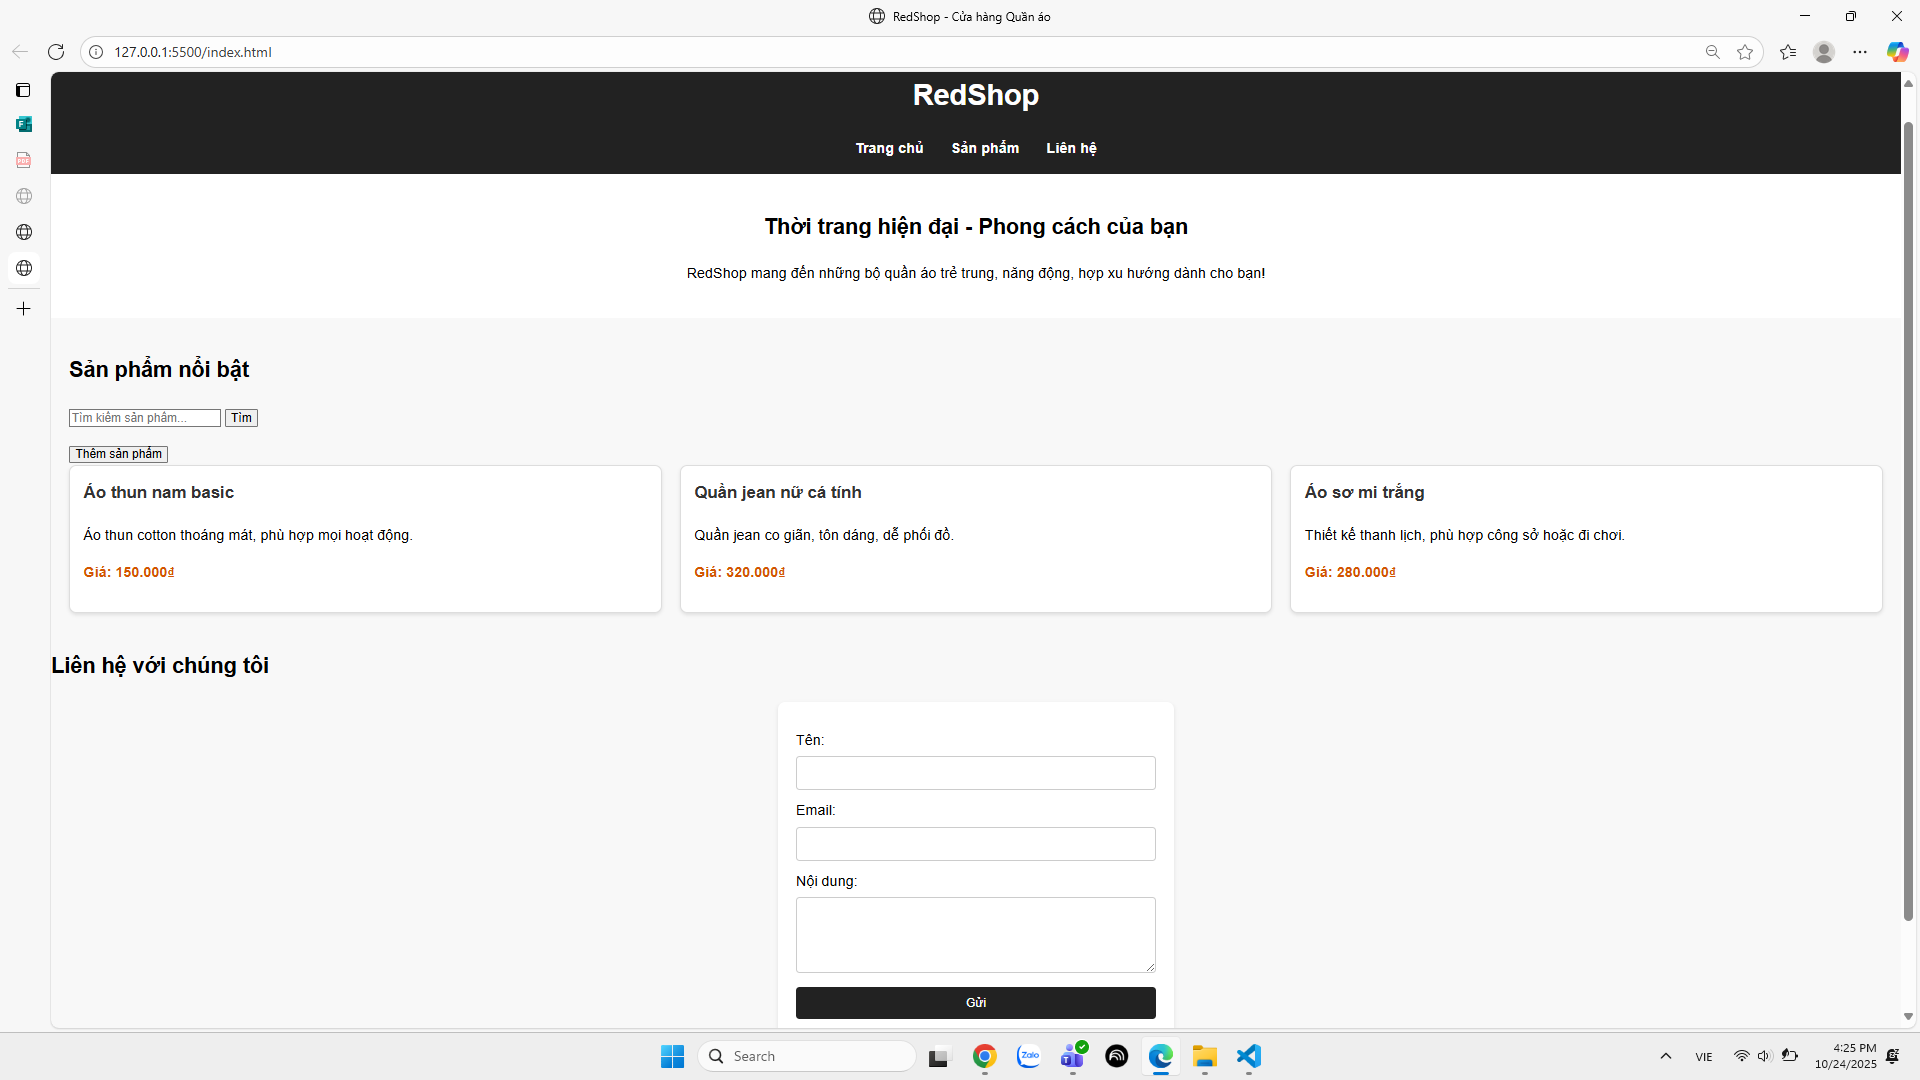 RedShop - Cửa hàng Quần áo
127.0.0.1:5500/index.html
RedShop
Trang chủ Sản phẩm Liên hệ
Thời trang hiện đại - Phong cách của bạn
RedShop mang đến những bộ quần áo trẻ trung, năng động, hợp xu hướng dành cho bạn!
Sản phẩm nổi bật
Tìm kiếm sản phẩm... Tìm
Thêm sản phẩm
Áo thun nam basic
Áo thun cotton thoáng mát, phù hợp mọi hoạt động.
Giá: 150.000₫
Quần jean nữ cá tính
Quần jean co giãn, tôn dáng, dễ phối đồ.
Giá: 320.000₫
Áo sơ mi trắng
Thiết kế thanh lịch, phù hợp công sở hoặc đi chơi.
Giá: 280.000₫
Liên hệ với chúng tôi
Tên:
Email:
Nội dung:
Gửi
Search
Zalo
VIE
4:25 PM
10/24/2025